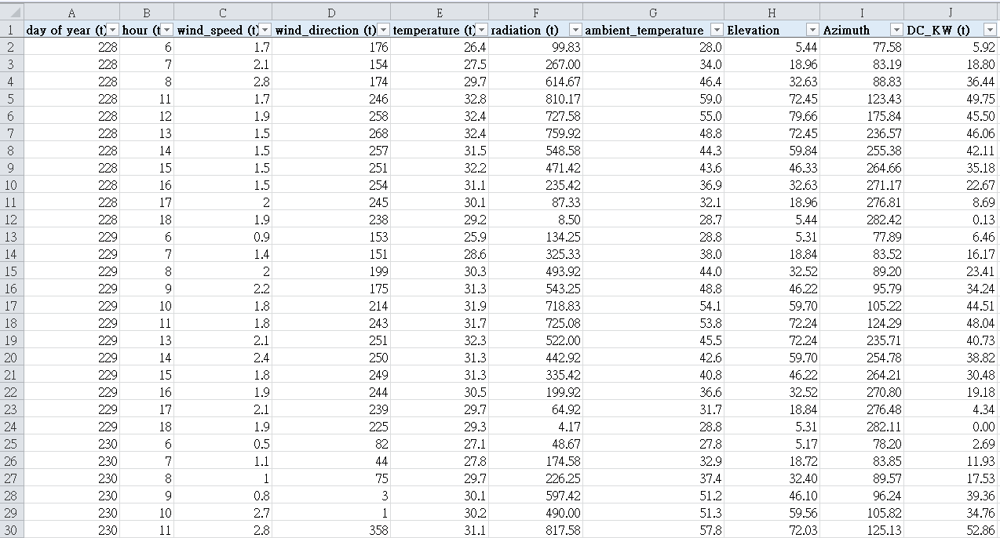 A B C D E F G H I J
1 day of year (t) hour (t wind_speed (t) wind_direction (t) temperature (t) radiation (t) ambient_temperature Elevation Azimuth DC_KW (t)
2 228 6 1.7 176 26.4 99.83 28.0 5.44 77.58 5.92
3 228 7 2.1 154 27.5 267.00 34.0 18.96 83.19 18.80
4 228 8 2.8 174 29.7 614.67 46.4 32.63 88.83 36.44
5 228 11 1.7 246 32.8 810.17 59.0 72.45 123.43 49.75
6 228 12 1.9 258 32.4 727.58 55.0 79.66 175.84 45.50
7 228 13 1.5 268 32.4 759.92 48.8 72.45 236.57 46.06
8 228 14 1.5 257 31.5 548.58 44.3 59.84 255.38 42.11
9 228 15 1.5 251 32.2 471.42 43.6 46.33 264.66 35.18
10 228 16 1.5 254 31.1 235.42 36.9 32.63 271.17 22.67
11 228 17 2 245 30.1 87.33 32.1 18.96 276.81 8.69
12 228 18 1.9 238 29.2 8.50 28.7 5.44 282.42 0.13
13 229 6 0.9 153 25.9 134.25 28.8 5.31 77.89 6.46
14 229 7 1.4 151 28.6 325.33 38.0 18.84 83.52 16.17
15 229 8 2 199 30.3 493.92 44.0 32.52 89.20 23.41
16 229 9 2.2 175 31.3 543.25 48.8 46.22 95.79 34.24
17 229 10 1.8 214 31.9 718.83 54.1 59.70 105.22 44.51
18 229 11 1.8 243 31.7 725.08 53.8 72.24 124.29 48.04
19 229 13 2.1 251 32.3 522.00 45.5 72.24 235.71 40.73
20 229 14 2.4 250 31.3 442.92 42.6 59.70 254.78 38.82
21 229 15 1.8 249 31.3 335.42 40.8 46.22 264.21 30.48
22 229 16 1.9 244 30.5 199.92 36.6 32.52 270.80 19.18
23 229 17 2.1 239 29.7 64.92 31.7 18.84 276.48 4.34
24 229 18 1.9 225 29.3 4.17 28.8 5.31 282.11 0.00
25 230 6 0.5 82 27.1 48.67 27.8 5.17 78.20 2.69
26 230 7 1.1 44 27.8 174.58 32.9 18.72 83.85 11.93
27 230 8 1 75 29.7 226.25 37.4 32.40 89.57 17.53
28 230 9 0.8 3 30.1 597.42 51.2 46.10 96.24 39.36
29 230 10 2.7 1 30.2 490.00 51.3 59.56 105.82 34.76
30 230 11 2.8 358 31.1 817.58 57.8 72.03 125.13 52.86